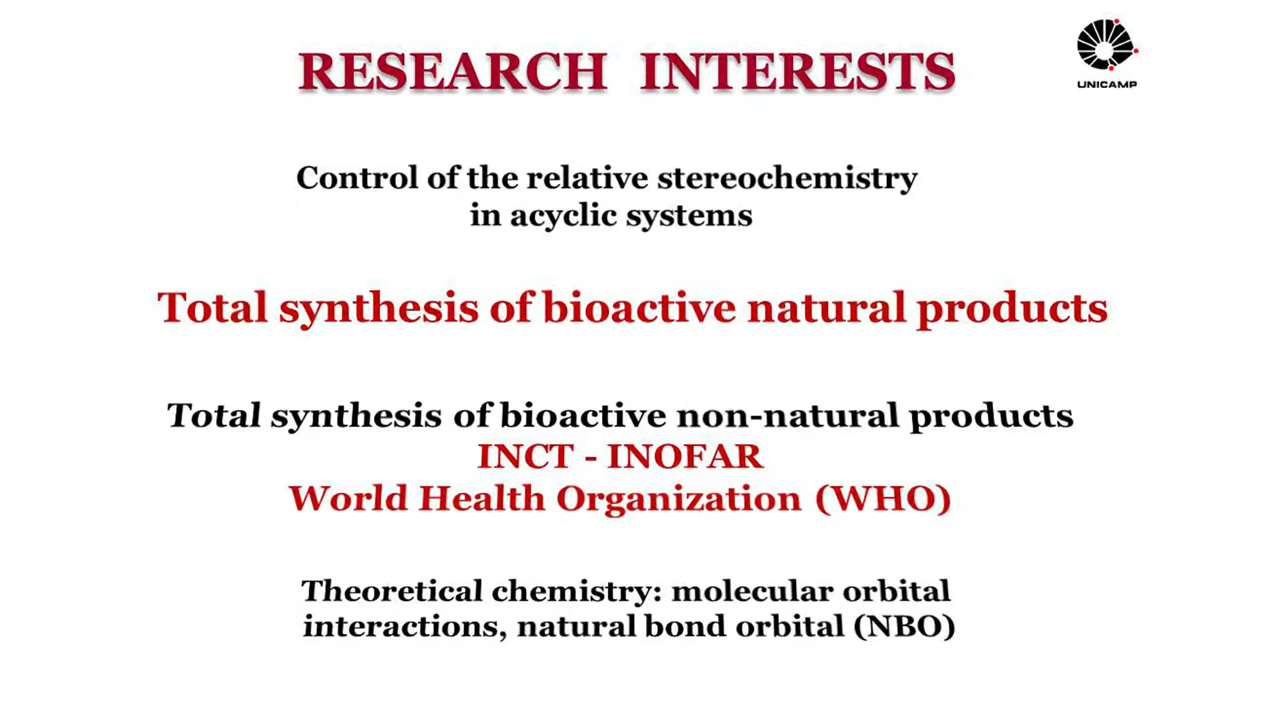 RESEARCH INTERESTS
UNICAMP
Control of the relative stereochemistry
in acyclic systems
Total synthesis of bioactive natural products
Total synthesis of bioactive non-natural products
INCT - INOFAR
World Health Organization (WHO)
Theoretical chemistry: molecular orbital
interactions, natural bond orbital (NBO)